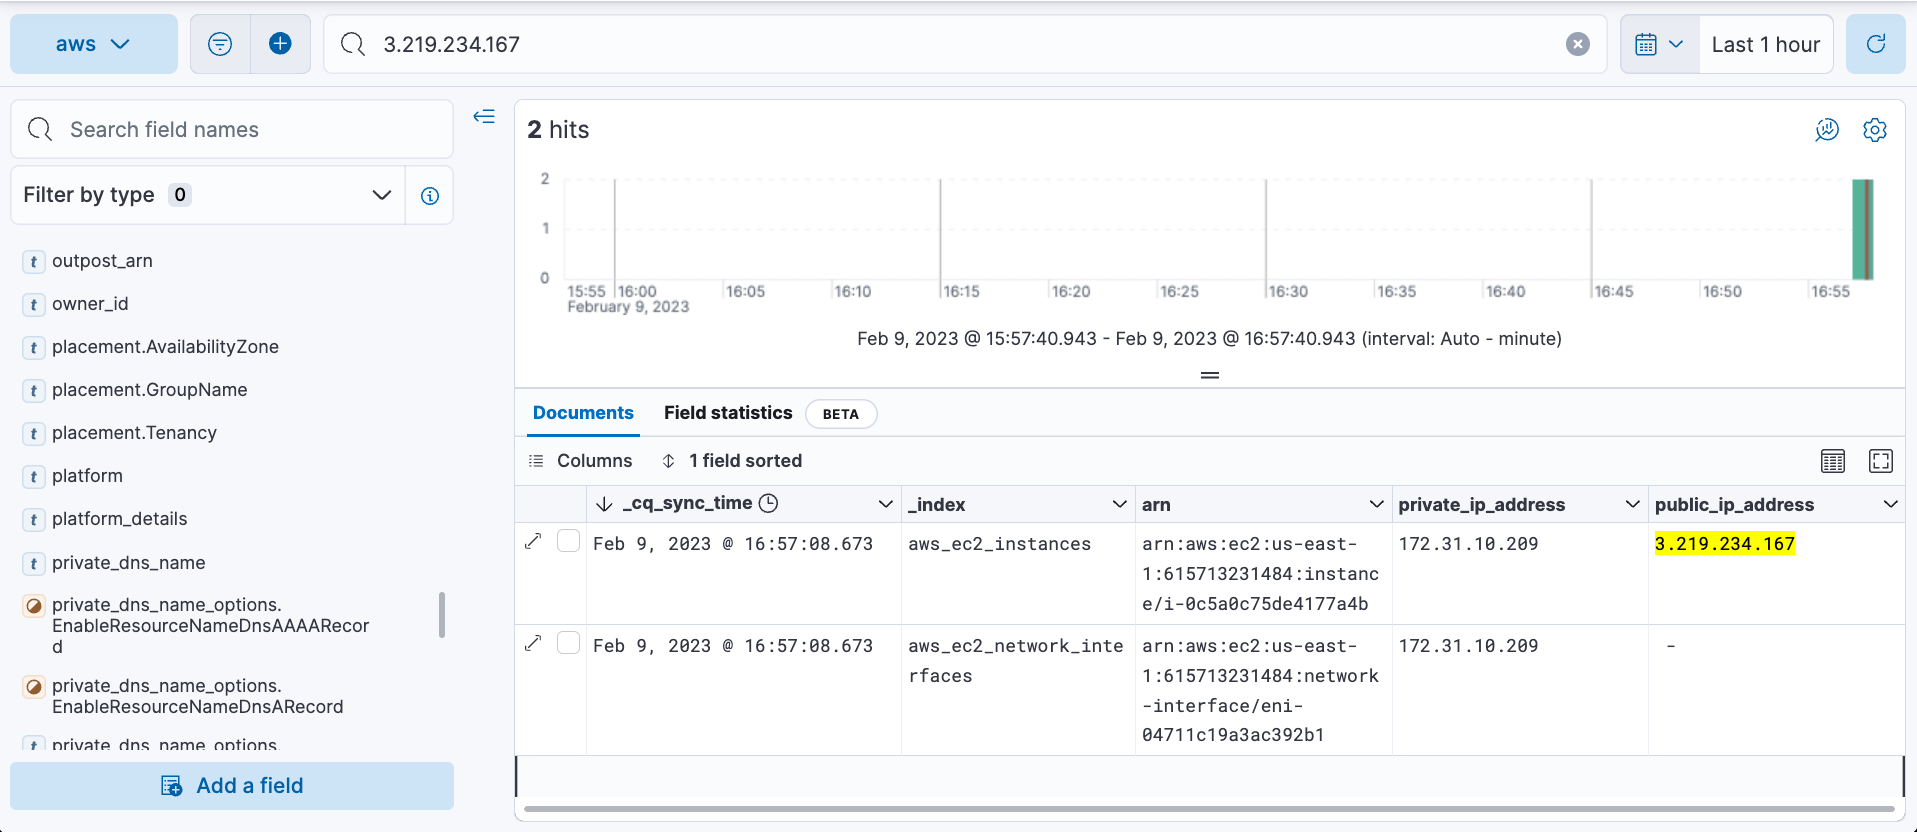 aws
3.219.234.167
Last 1 hour
Search field names
Filter by type 0
t outpost_arn
t owner_id
t placement.AvailabilityZone
t placement.GroupName
t placement.Tenancy
t platform
t platform_details
t private_dns_name
private_dns_name_options.
EnableResourceNameDnsAAAARecor
d
private_dns_name_options.
EnableResourceNameDnsARecord
t private_dns_name_options.
Add a field
2 hits
2
1
0
15:55 16:00 16:05 16:10 16:15 16:20 16:25 16:30 16:35 16:40 16:45 16:50 16:55
February 9, 2023
Feb 9, 2023 @ 15:57:40.943 - Feb 9, 2023 @ 16:57:40.943 (interval: Auto - minute)
Documents Field statistics BETA
Columns 1 field sorted
_cq_sync_time _index arn private_ip_address public_ip_address
Feb 9, 2023 @ 16:57:08.673 aws_ec2_instances arn:aws:ec2:us-east- 172.31.10.209 3.219.234.167
1:615713231484:instanc
e/i-0c5a0c75de4177a4b
Feb 9, 2023 @ 16:57:08.673 aws_ec2_network_inte arn:aws:ec2:us-east- 172.31.10.209 -
rfaces 1:615713231484:network
-interface/eni-
04711c19a3ac392b1